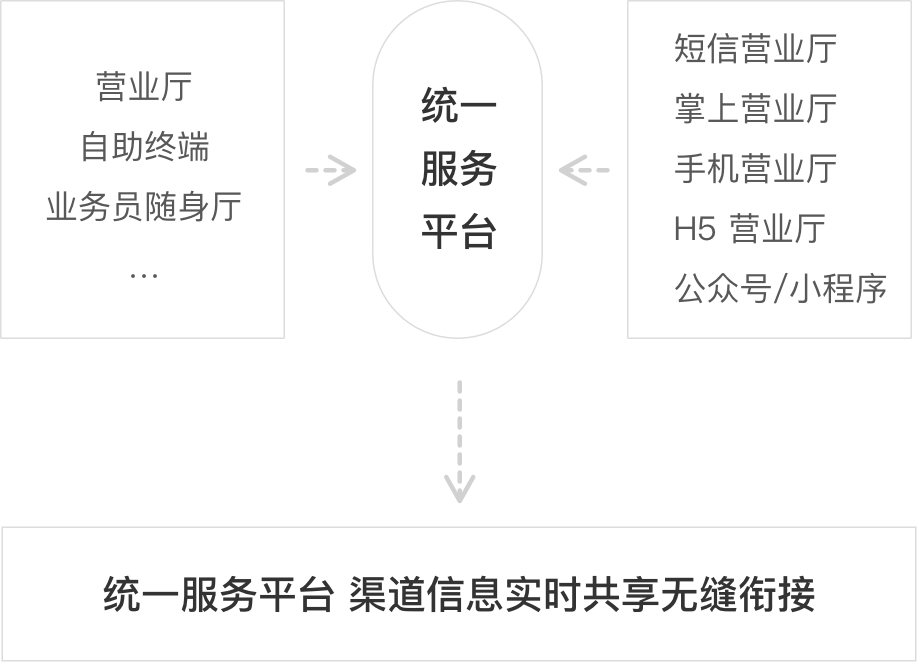 营业厅
自助终端
业务员随身厅
...
统一
服务
平台
短信营业厅
掌上营业厅
手机营业厅
H5 营业厅
公众号/小程序
统一服务平台 渠道信息实时共享无缝衔接